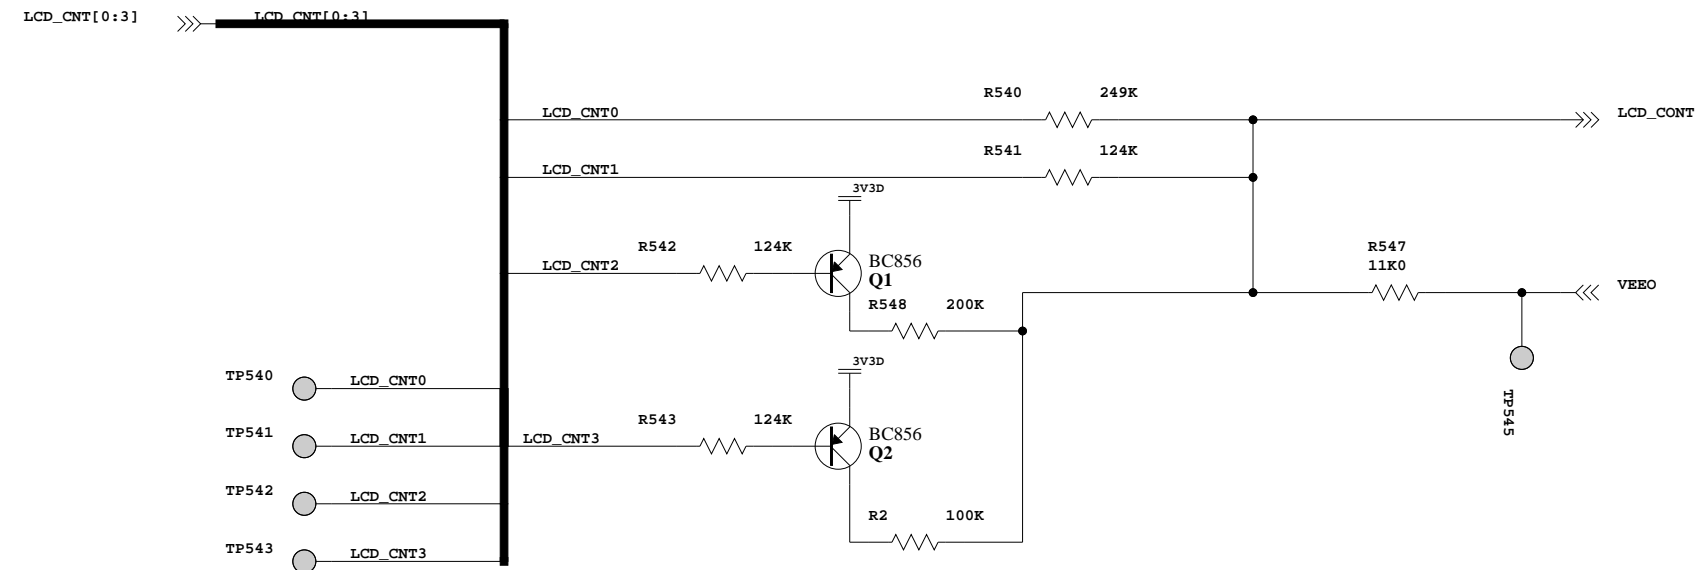 LCD_CNT[0:3]
LCD_CNT[0:3]
R540 249K
LCD_CNT0
LCD_CONT
R541 124K
LCD_CNT1
3V3D
R542 124K
LCD_CNT2
BC856
Q1
R547
11K0
VEEO
R548 200K
3V3D
TP540
LCD_CNT0
TP545
R543 124K
TP541
LCD_CNT1
LCD_CNT3
BC856
Q2
TP542
LCD_CNT2
R2 100K
TP543
LCD_CNT3